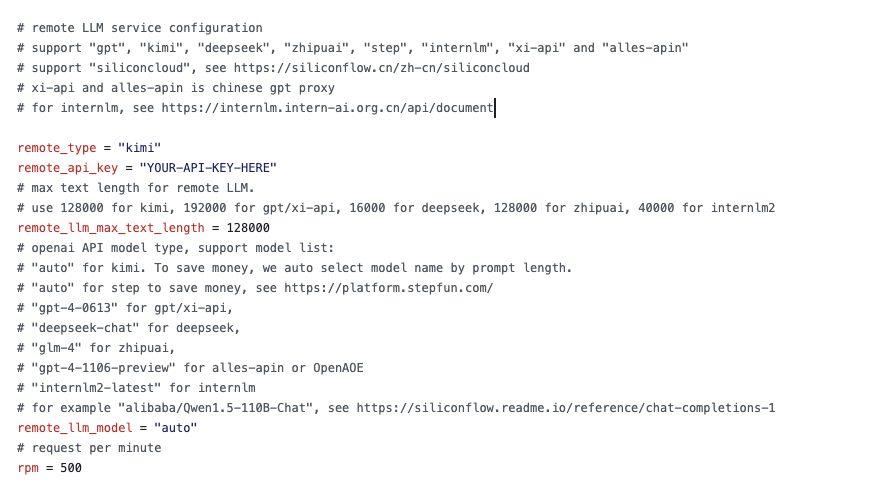 # remote LLM service configuration
# support "gpt", "kimi", "deepseek", "zhipuai", "step", "internlm", "xi-api" and "alles-apin"
# support "siliconcloud", see https://siliconflow.cn/zh-cn/siliconcloud
# xi-api and alles-apin is chinese gpt proxy
# for internlm, see https://internlm.intern-ai.org.cn/api/document
remote_type = "kimi"
remote_api_key = "YOUR-API-KEY-HERE"
# max text length for remote LLM.
# use 128000 for kimi, 192000 for gpt/xi-api, 16000 for deepseek, 128000 for zhipuai, 40000 for internlm2
remote_llm_max_text_length = 128000
# openai API model type, support model list:
# "auto" for kimi. To save money, we auto select model name by prompt length.
# "auto" for step to save money, see https://platform.stepfun.com/
# "gpt-4-0613" for gpt/xi-api,
# "deepseek-chat" for deepseek,
# "glm-4" for zhipuai,
# "gpt-4-1106-preview" for alles-apin or OpenAOE
# "internlm2-latest" for internlm
# for example "alibaba/Qwen1.5-110B-Chat", see https://siliconflow.readme.io/reference/chat-completions-1
remote_llm_model = "auto"
# request per minute
rpm = 500